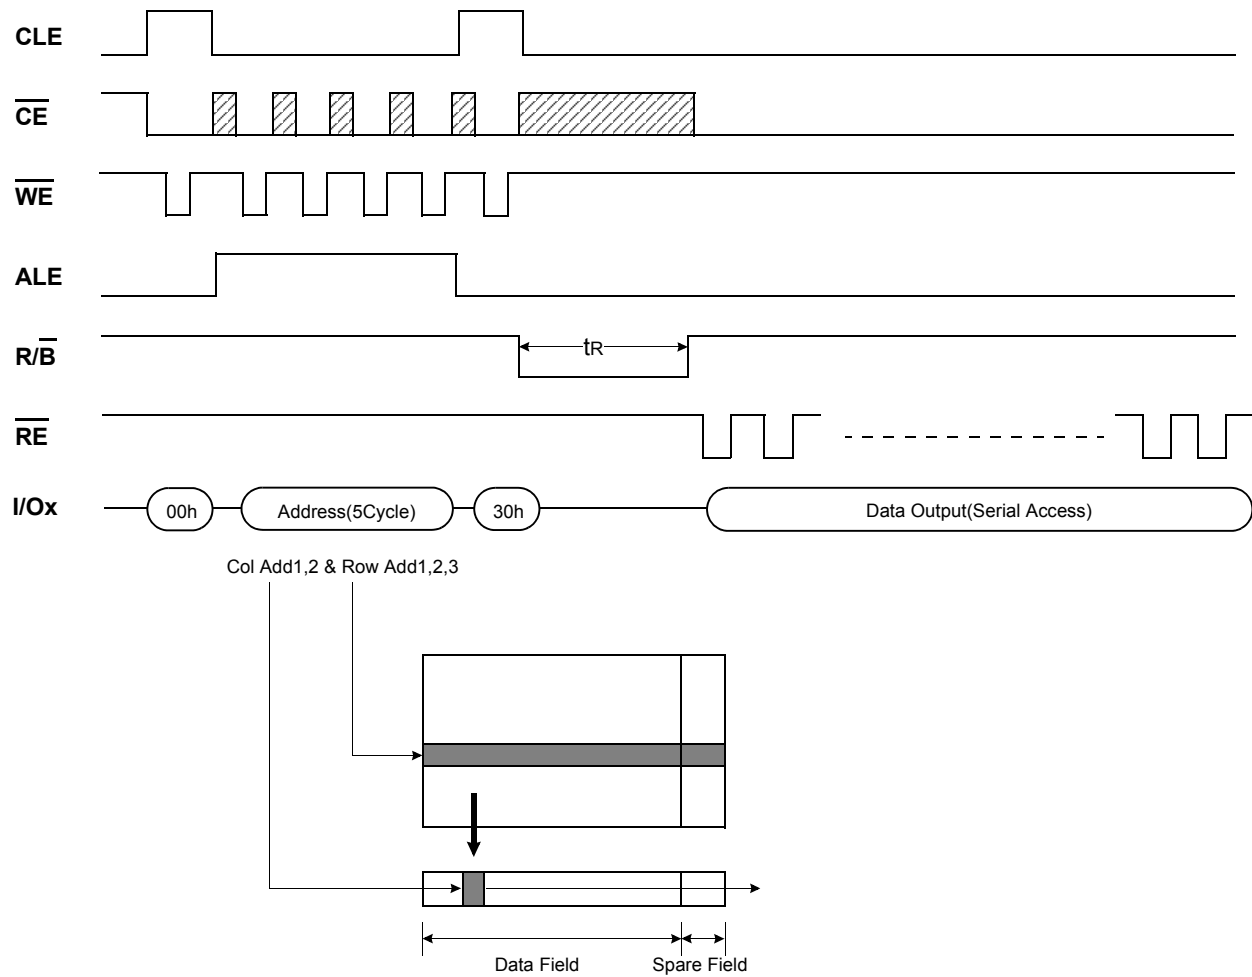 CLE
CE
WE
ALE
R/B
tR
RE
I/Ox
00h
Address(5Cycle)
30h
Data Output(Serial Access)
Col Add1,2 & Row Add1,2,3
Data Field
Spare Field